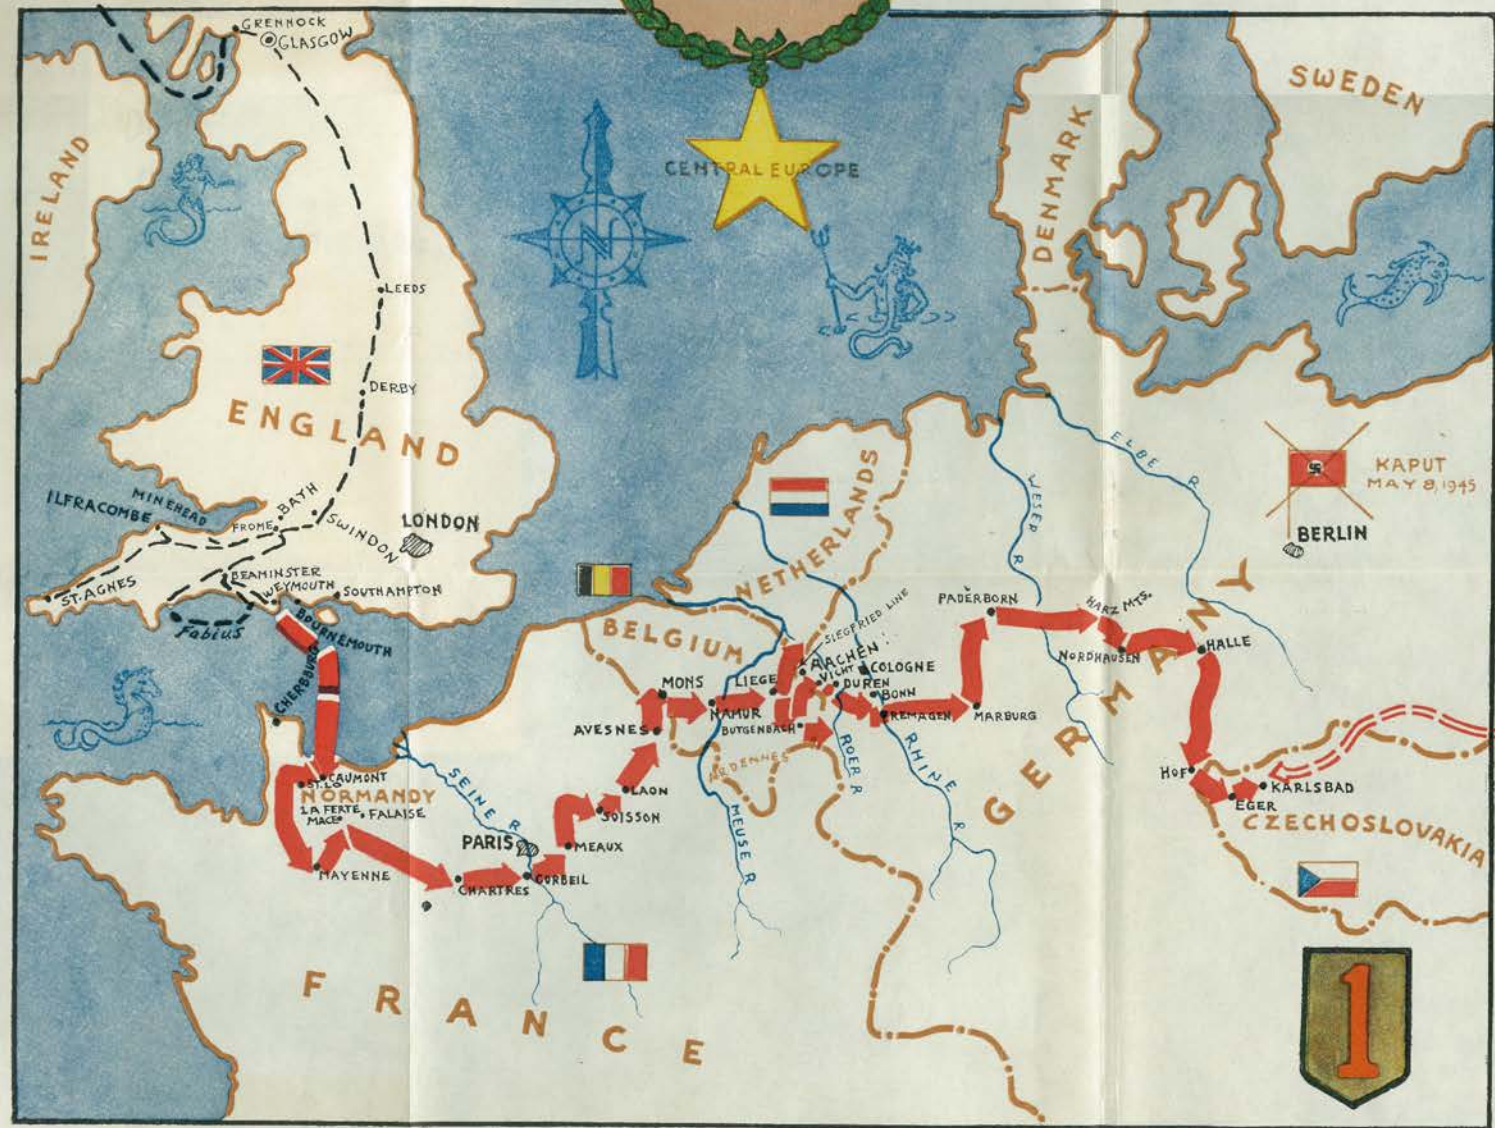 GRENNOCK
GLASGOW
SWEDEN
IRELAND
CENTRAL EUROPE
DENMARK
N
LEEDS
DERBY
ENGLAND
ELBE R
KAPUT
MAY 8, 1945
BERLIN
WESER R
NETHERLANDS
MINEHEAD
ILFRACOMBE
BATH
FROME
SWINDON
LONDON
ST. AGNES
BEAMINSTER
WEYMOUTH
SOUTHAMPTON
Fabius
BOURNEMOUTH
CHERBOURG
BELGIUM
SIEGFRIED LINE
PADERBORN
HARZ MTS.
NORDHAUSEN
HALLE
GERMANY
AACHEN
VICHT
COLOGNE
DUREN
BONN
REMAGEN
MARBURG
MONS
LIEGE
NAMUR
BUTGENBACH
AVESNES
ARDENNES
ROER R
RHINE R
MEUSE R
SEINE R
CAUMONT
ST. LO
NORMANDY
LA FERTE
MACE
FALAISE
MAYENNE
PARIS
CHARTRES
CORBEIL
MEAUX
SOISSON
LAON
HOF
EGER
KARLSBAD
CZECHOSLOVAKIA
FRANCE
1